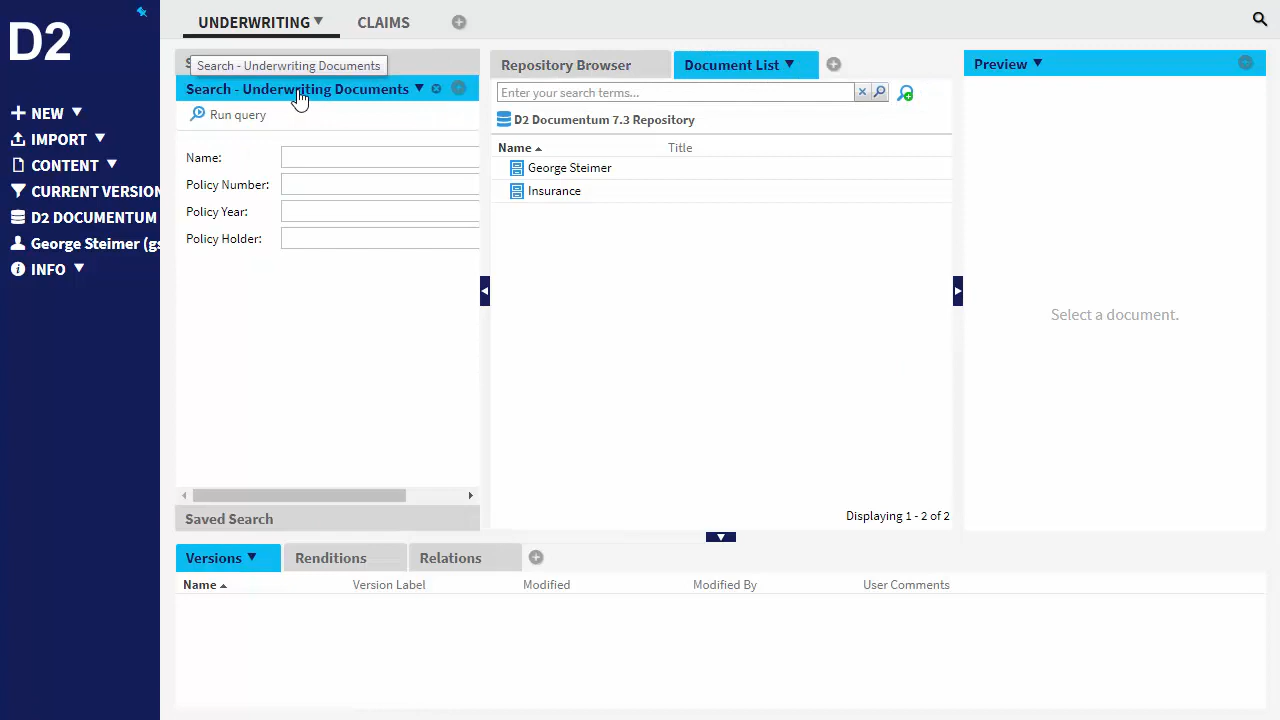 D2
NEW
IMPORT
CONTENT
CURRENT VERSION
D2 DOCUMENTUM
George Steimer (gs
INFO
UNDERWRITING
CLAIMS
Search - Underwriting Documents
Search - Underwriting Documents
Run query
Name:
Policy Number:
Policy Year:
Policy Holder:
Saved Search
Repository Browser
Document List
Enter your search terms...
D2 Documentum 7.3 Repository
Name Title
George Steimer
Insurance
Displaying 1 - 2 of 2
Preview
Select a document.
Versions
Renditions
Relations
Name Version Label Modified Modified By User Comments